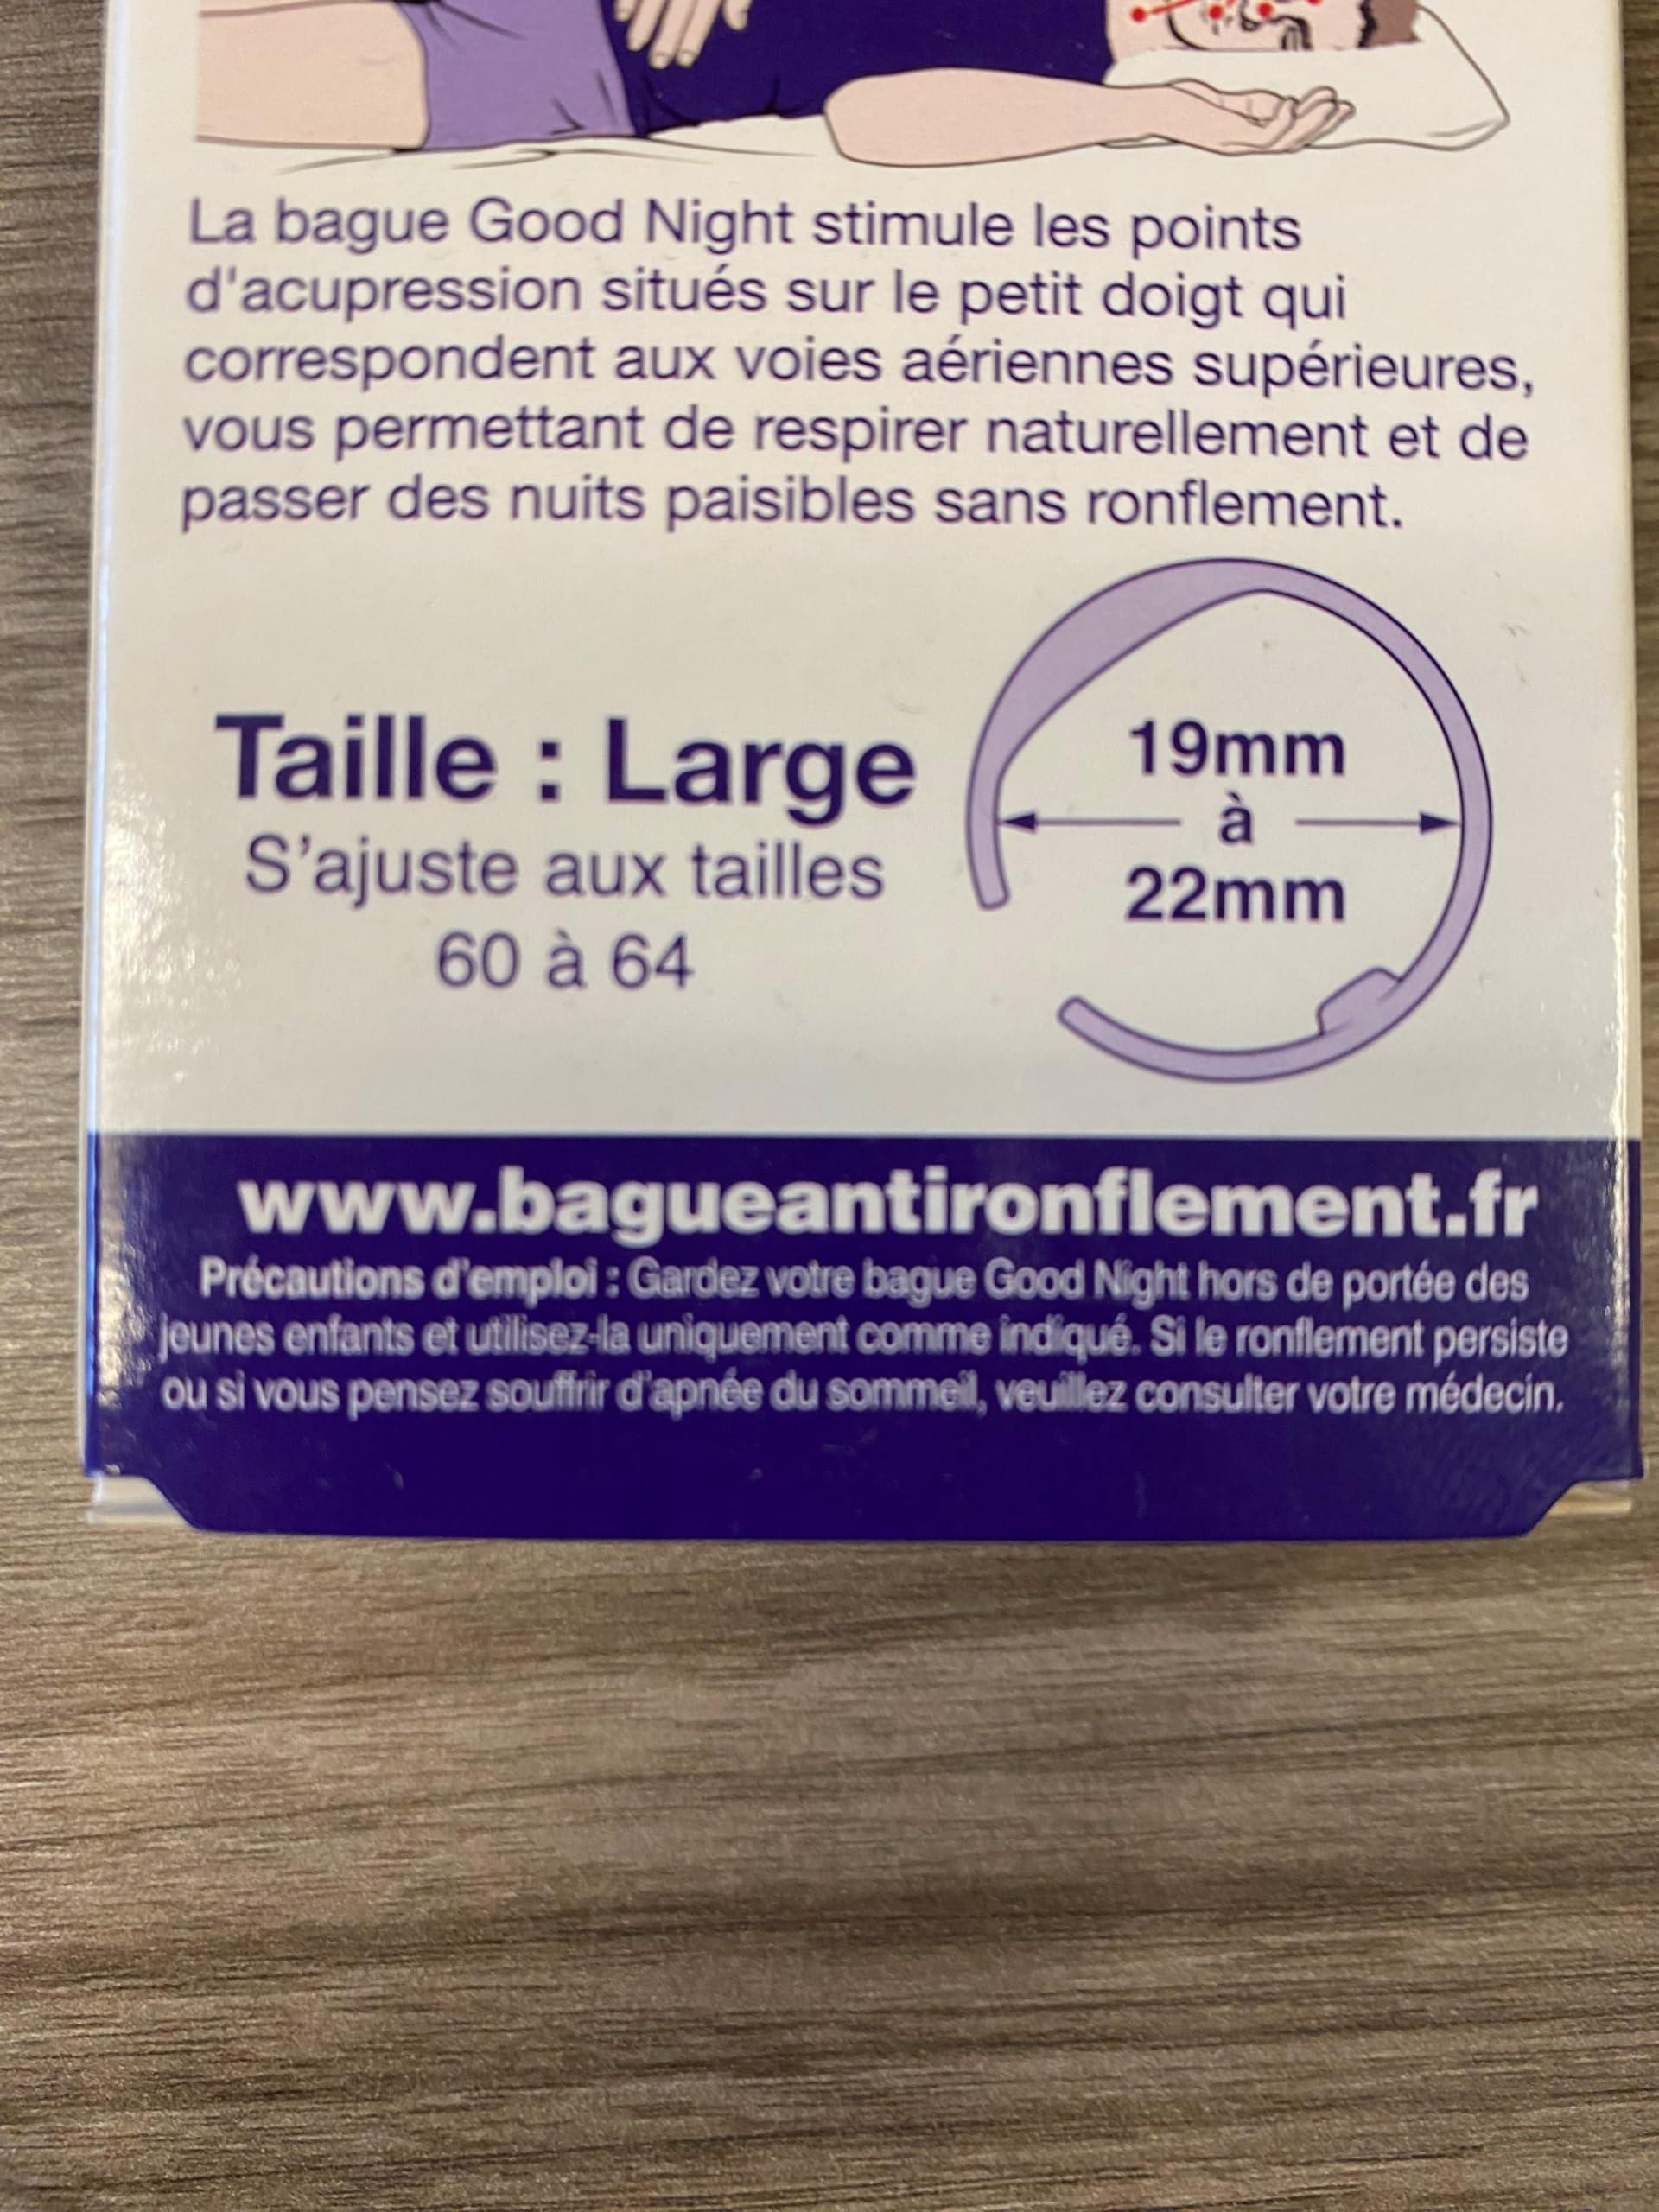 La bague Good Night stimule les points
d'acupression situés sur le petit doigt qui
correspondent aux voies aériennes supérieures,
vous permettant de respirer naturellement et de
passer des nuits paisibles sans ronflement.
Taille : Large
S’ajuste aux tailles
60 à 64
19mm
à
22mm
www.bagueantironflement.fr
Précautions d’emploi : Gardez votre bague Good Night hors de portée des
jeunes enfants et utilisez-la uniquement comme indiqué. Si le ronflement persiste
ou si vous pensez souffrir d’apnée du sommeil, veuillez consulter votre médecin.